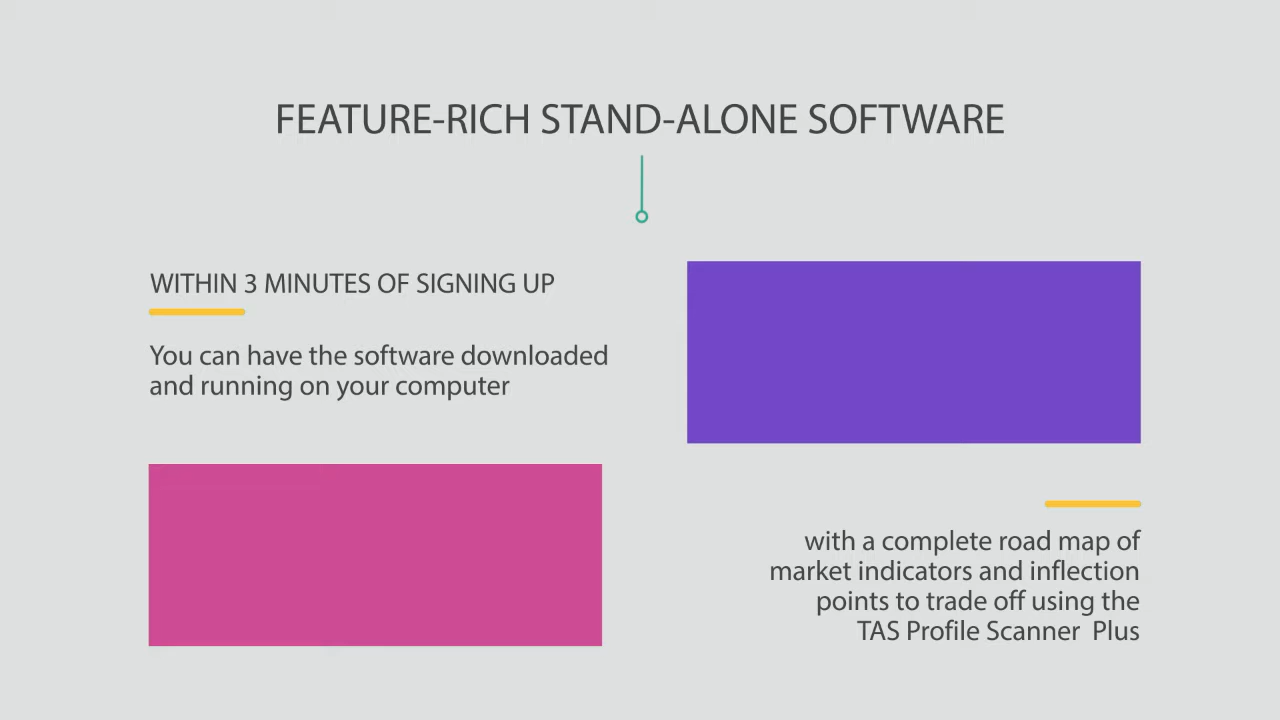 FEATURE-RICH STAND-ALONE SOFTWARE
WITHIN 3 MINUTES OF SIGNING UP
You can have the software downloaded
and running on your computer
with a complete road map of
market indicators and inflection
points to trade off using the
TAS Profile Scanner  Plus